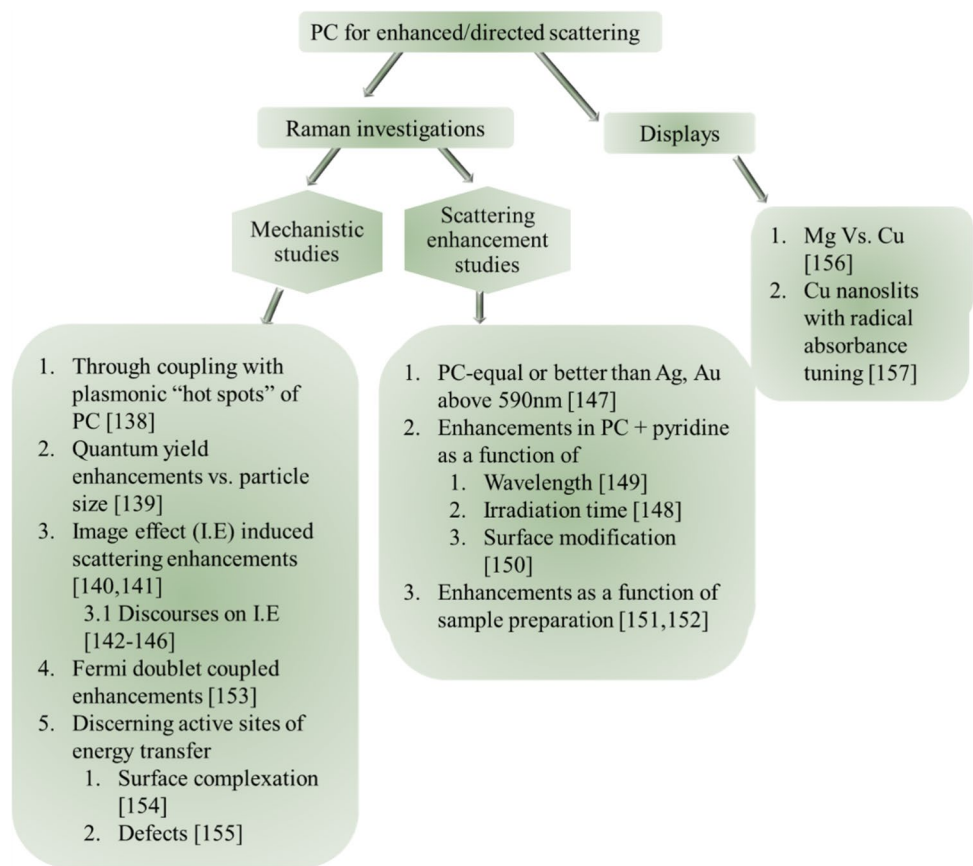 PC for enhanced/directed scattering
Raman investigations
Displays
Mechanistic
studies
Scattering
enhancement
studies
1. Mg Vs. Cu
[156]
2. Cu nanoslits
with radical
absorbance
tuning [157]
1. Through coupling with
plasmonic “hot spots” of
PC [138]
2. Quantum yield
enhancements vs. particle
size [139]
3. Image effect (I.E) induced
scattering enhancements
[140,141]
3.1 Discourses on I.E
[142-146]
4. Fermi doublet coupled
enhancements [153]
5. Discerning active sites of
energy transfer
1. Surface complexation
[154]
2. Defects [155]
1. PC-equal or better than Ag, Au
above 590nm [147]
2. Enhancements in PC + pyridine
as a function of
1. Wavelength [149]
2. Irradiation time [148]
3. Surface modification
[150]
3. Enhancements as a function of
sample preparation [151,152]